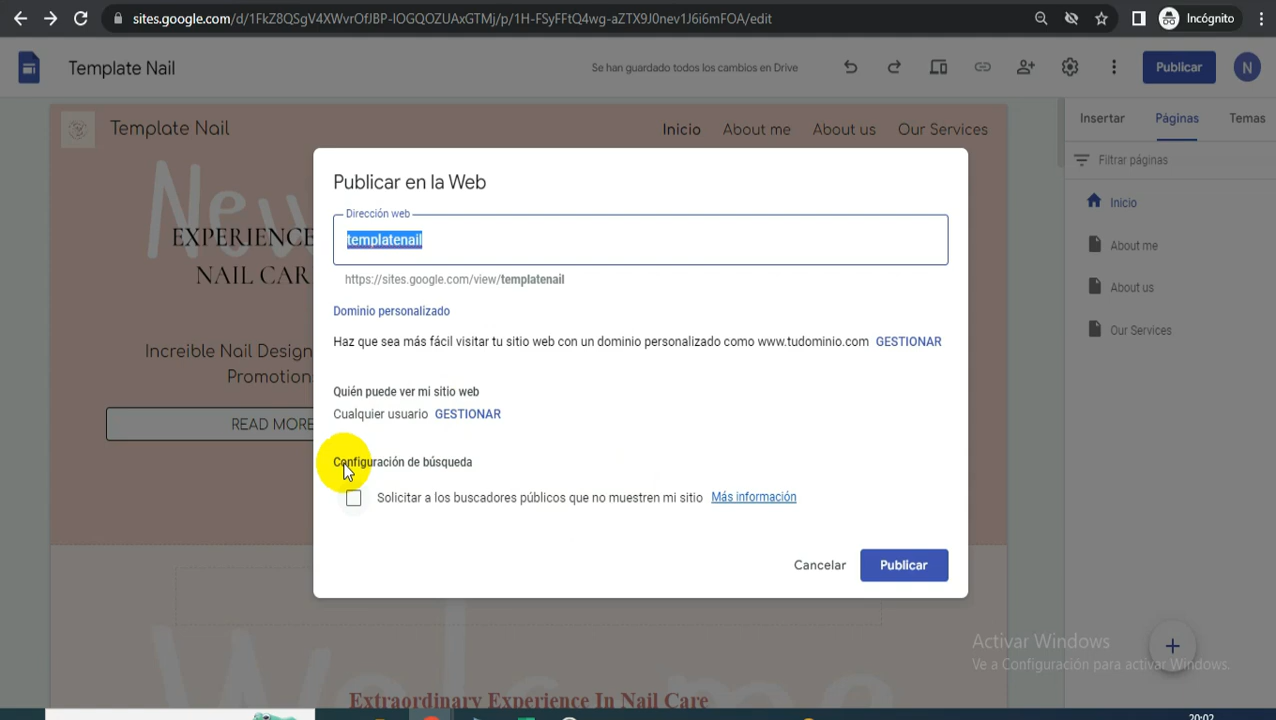 sites.google.com/d/1FkZ8QSgV4XWvrOfJBP-IOGQOZUAxGTMj/p/1H-FSyFFtQ4wg-aZTX9J0nev1J6i6mFOA/edit
Incógnito
Template Nail
Se han guardado todos los cambios en Drive
Publicar
N
Template Nail
Inicio
About me
About us
Our Services
Insertar
Páginas
Temas
Filtrar páginas
Inicio
About me
About us
Our Services
EXPERIENCE
NAIL CAR
Increible Nail Design
Promotion
READ MORE
Publicar en la Web
Dirección web
templatenail
https://sites.google.com/view/templatenail
Dominio personalizado
Haz que sea más fácil visitar tu sitio web con un dominio personalizado como www.tudominio.com GESTIONAR
Quién puede ver mi sitio web
Cualquier usuario GESTIONAR
Configuración de búsqueda
Solicitar a los buscadores públicos que no muestren mi sitio Más información
Cancelar
Publicar
Activar Windows
Ve a Configuración para activar Windows.
Extraordinary Experience In Nail Care
20:02